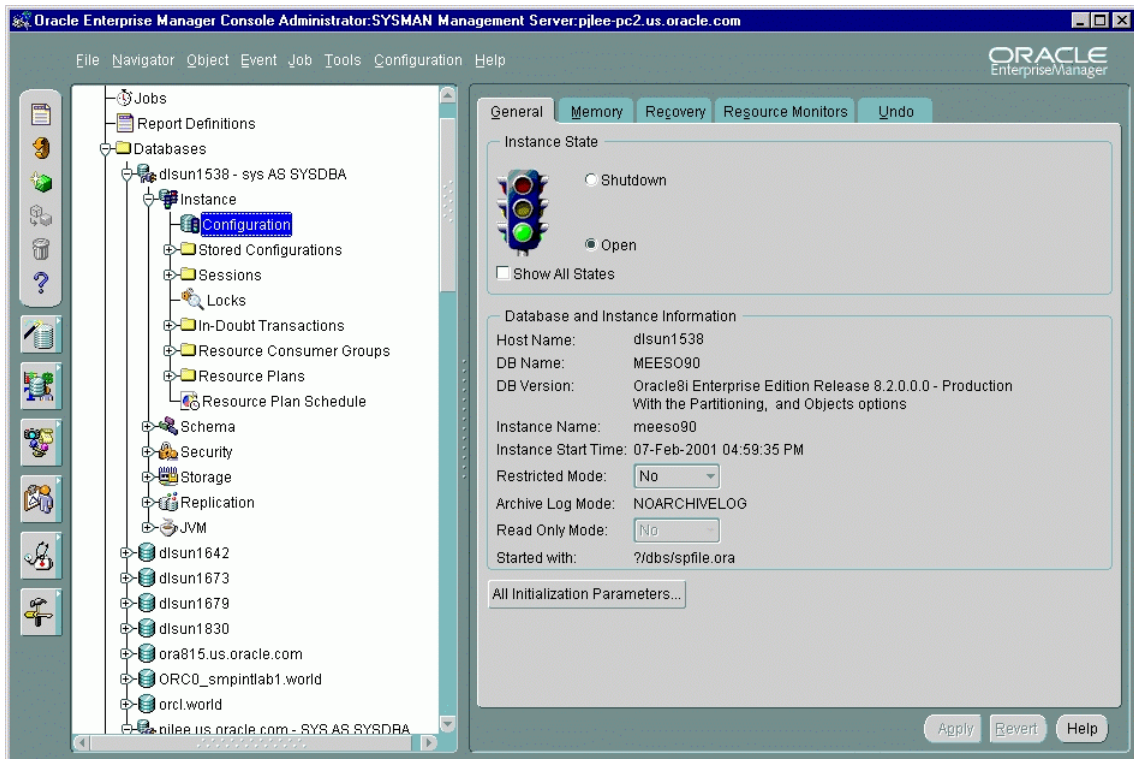 Oracle Enterprise Manager Console Administrator:SYSMAN Management Server:pjlee-pc2.us.oracle.com
File Navigator Object Event Job Tools Configuration Help
ORACLE
EnterpriseManager
Jobs
Report Definitions
Databases
dlsun1538 - sys AS SYSDBA
Instance
Configuration
Stored Configurations
Sessions
Locks
In-Doubt Transactions
Resource Consumer Groups
Resource Plans
Resource Plan Schedule
Schema
Security
Storage
Replication
JVM
dlsun1642
dlsun1673
dlsun1679
dlsun1830
ora815.us.oracle.com
ORC0_smpintlab1.world
orcl.world
pjlee.us.oracle.com - SYS AS SYSDBA
General Memory Recovery Resource Monitors Undo
Instance State
Shutdown
Open
Show All States
Database and Instance Information
Host Name: dlsun1538
DB Name: MEESO90
DB Version: Oracle8i Enterprise Edition Release 8.2.0.0.0 - Production
With the Partitioning, and Objects options
Instance Name: meeso90
Instance Start Time: 07-Feb-2001 04:59:35 PM
Restricted Mode: No
Archive Log Mode: NOARCHIVELOG
Read Only Mode: No
Started with: ?/dbs/spfile.ora
All Initialization Parameters...
Apply Revert Help